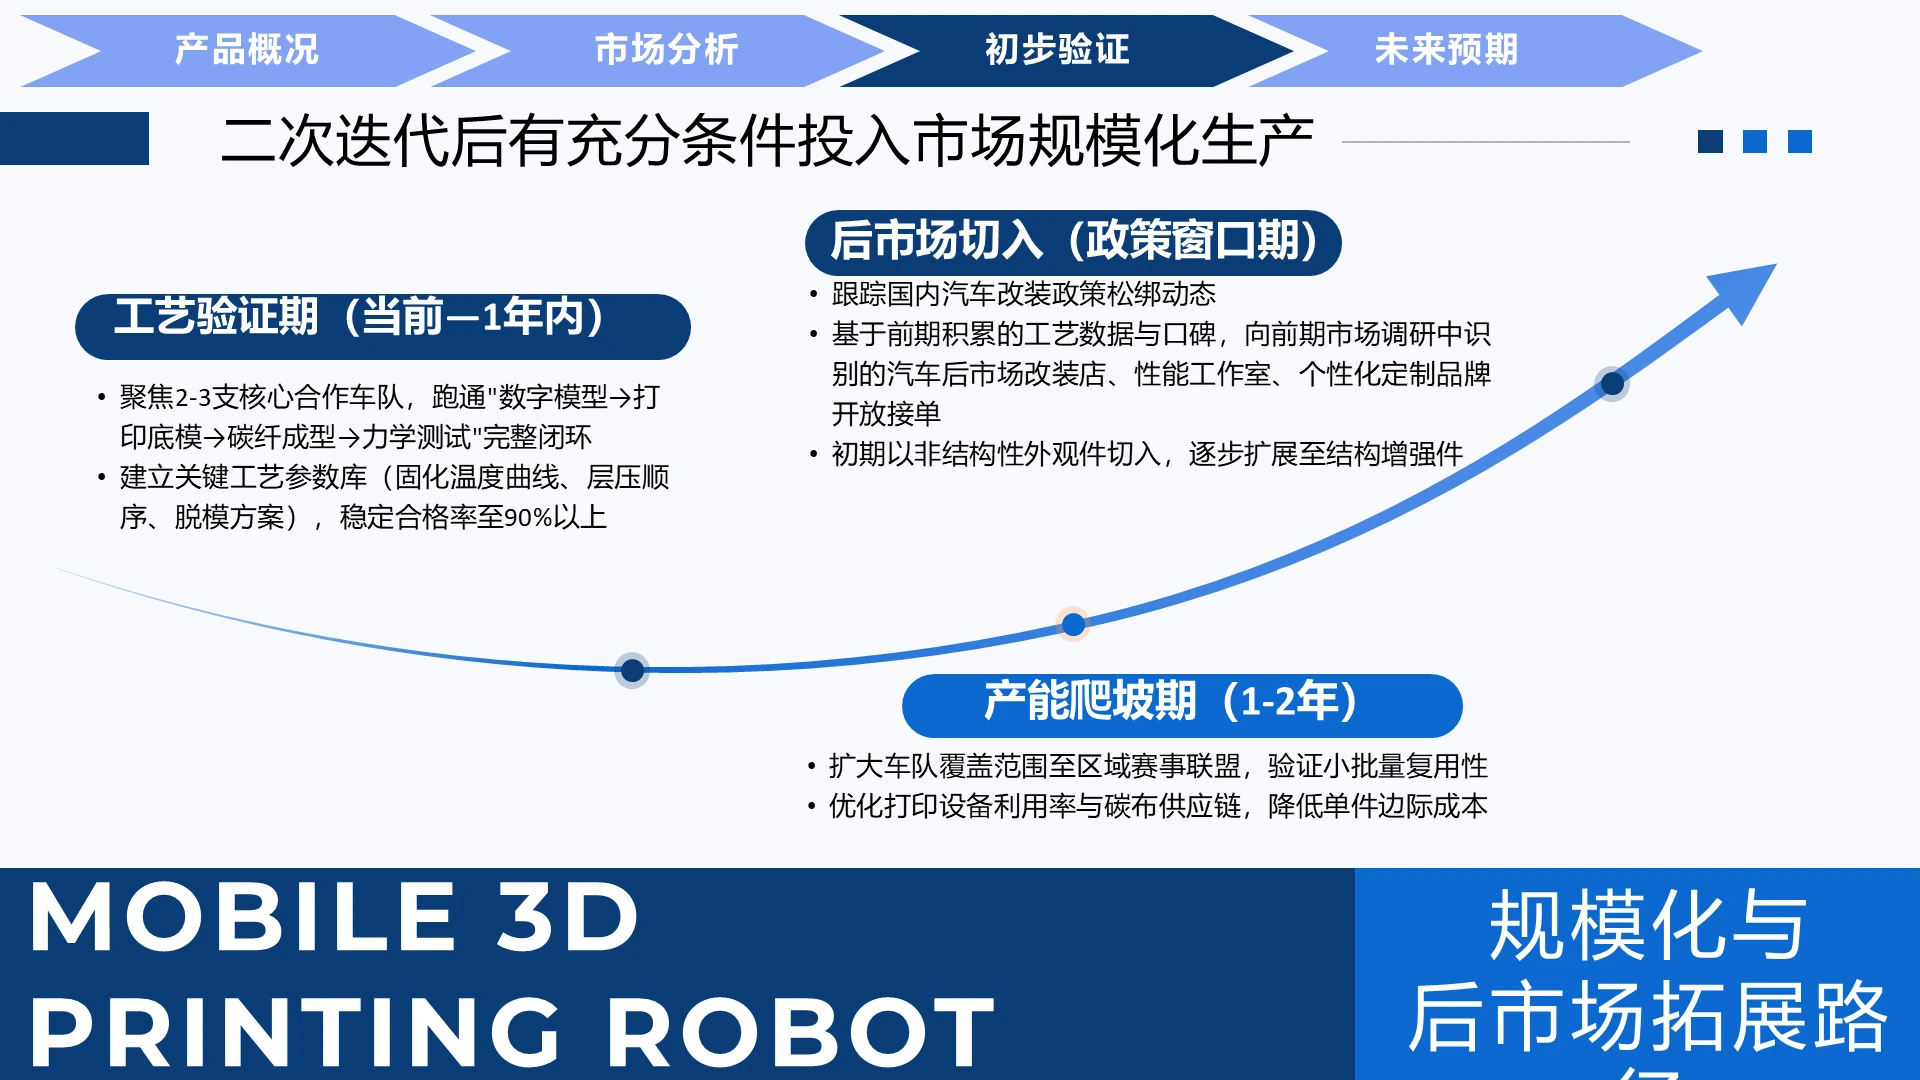 产品概况
市场分析
初步验证
未来预期
二次迭代后有充分条件投入市场规模化生产
工艺验证期（当前—1年内）
• 聚焦2-3支核心合作车队，跑通"数字模型→打
印底模→碳纤成型→力学测试"完整闭环
• 建立关键工艺参数库（固化温度曲线、层压顺
序、脱模方案），稳定合格率至90%以上
后市场切入（政策窗口期）
• 跟踪国内汽车改装政策松绑动态
• 基于前期积累的工艺数据与口碑，向前期市场调研中识
别的汽车后市场改装店、性能工作室、个性化定制品牌
开放接单
• 初期以非结构性外观件切入，逐步扩展至结构增强件
产能爬坡期（1-2年）
• 扩大车队覆盖范围至区域赛事联盟，验证小批量复用性
• 优化打印设备利用率与碳布供应链，降低单件边际成本
MOBILE 3D
PRINTING ROBOT
规模化与
后市场拓展路